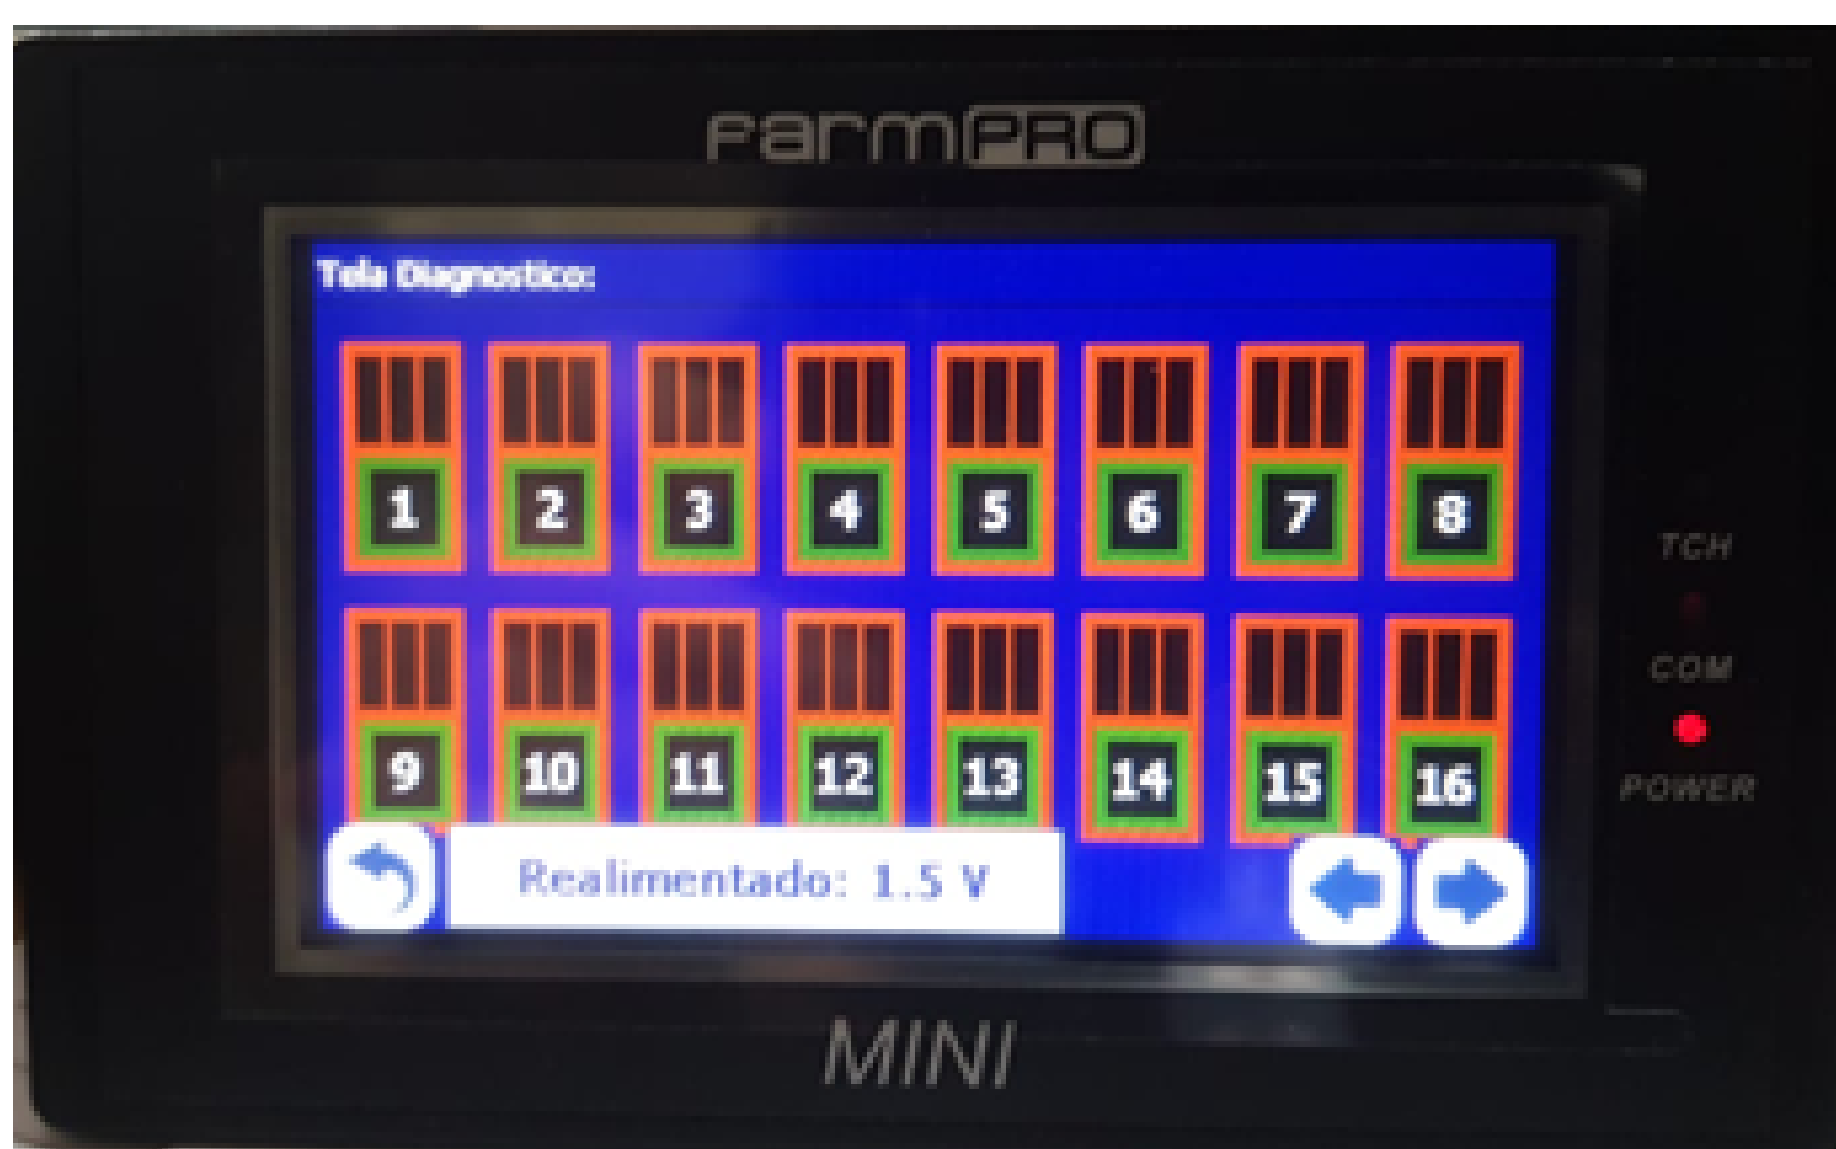 farmPRO
Tela Diagnostico:
1 2 3 4 5 6 7 8
9 10 11 12 13 14 15 16
Realimentado: 1.5 V
TCH
COM
POWER
MINI